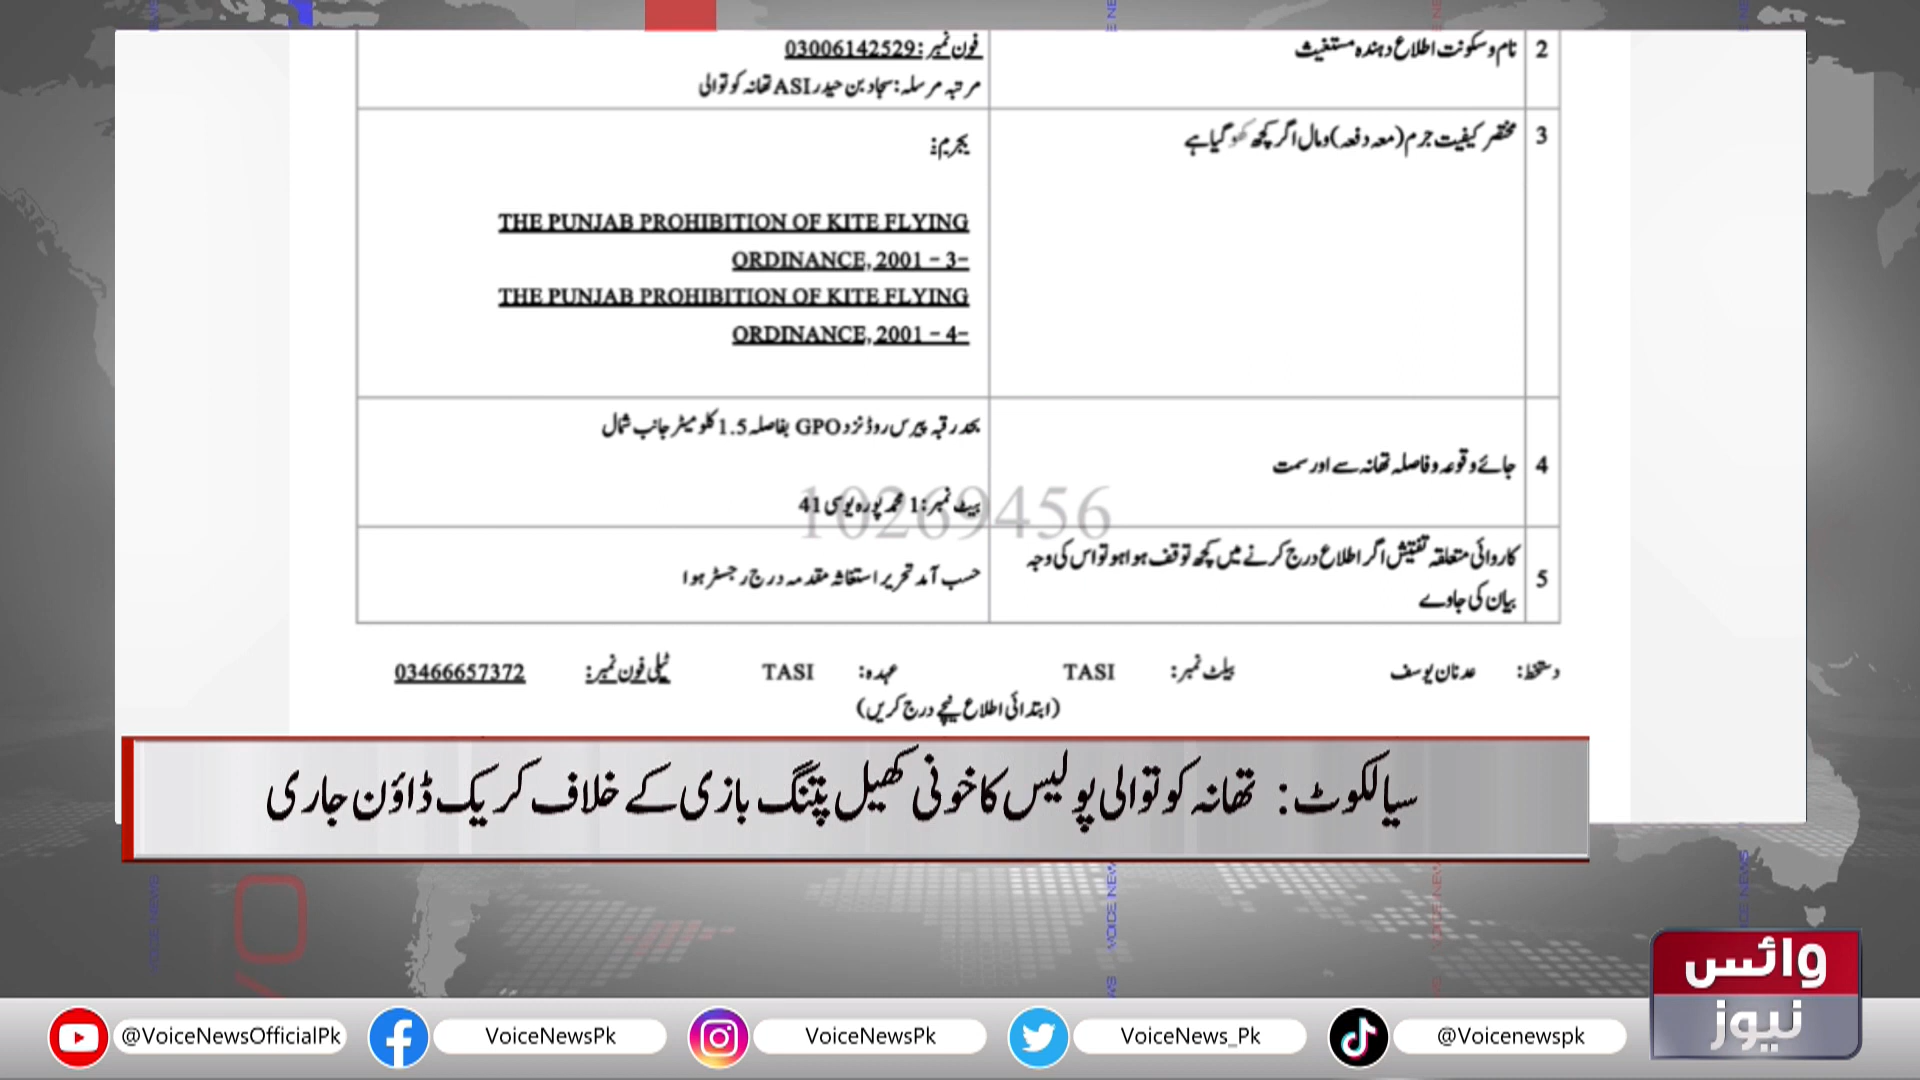 2 نام و سکونت اطلاع دہندہ مستغیث
فون نمبر: 03006142529
مرتبہ مرسلہ: سجاد بن حیدر ASI تھانہ کوتوالی
3 مختصر کیفیت جرم (معہ دفعہ) و مال اگر کچھ کھو گیا ہے
بجرم:
THE PUNJAB PROHIBITION OF KITE FLYING
ORDINANCE, 2001 - 3-
THE PUNJAB PROHIBITION OF KITE FLYING
ORDINANCE, 2001 - 4-
4 جائے وقوعہ و فاصلہ تھانہ سے اور سمت
بحد رقبہ پیرس روڈ نزد GPO بفاصلہ 1.5 کلومیٹر جانب شمال
بیٹ نمبر: 1 محمد پورہ یوسی 41
10269456
5 کاروائی متعلقہ تفتیش اگر اطلاع درج کرنے میں کچھ توقف ہوا ہو تو اس کی وجہ
بیان کی جاوے
حسب آمد تحریر استغاثہ مقدمہ درج رجسٹر ہوا
دستخط: عدنان یوسف بیلٹ نمبر: TASI عہدہ: TASI ٹیلی فون نمبر: 03466657372
(ابتدائی اطلاع نیچے درج کریں)
سیالکوٹ: تھانہ کوتوالی پولیس کا خونی کھیل پتنگ بازی کے خلاف کریک ڈاؤن جاری
وائس
نیوز
@VoiceNewsOfficialPk VoiceNewsPk VoiceNewsPk VoiceNews_Pk @Voicenewspk